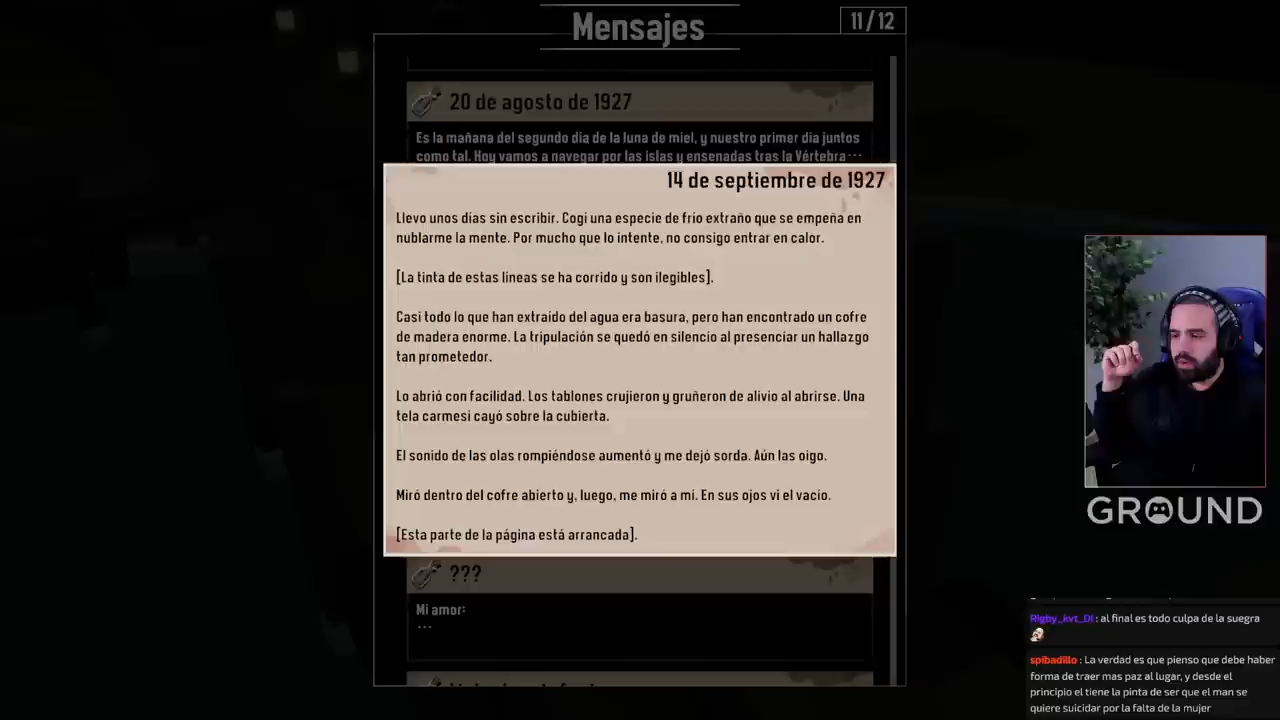 Mensajes
11/12
20 de agosto de 1927
Es la mañana del segundo día de la luna de miel, y nuestro primer día juntos
como tal. Hoy vamos a navegar por las islas y ensenadas tras la Vértebra...
14 de septiembre de 1927
Llevo unos días sin escribir. Cogí una especie de frío extraño que se empeña en
nublarme la mente. Por mucho que lo intente, no consigo entrar en calor.
[La tinta de estas líneas se ha corrido y son ilegibles].
Casi todo lo que han extraído del agua era basura, pero han encontrado un cofre
de madera enorme. La tripulación se quedó en silencio al presenciar un hallazgo
tan prometedor.
Lo abrió con facilidad. Los tablones crujieron y gruñeron de alivio al abrirse. Una
tela carmesí cayó sobre la cubierta.
El sonido de las olas rompiéndose aumentó y me dejó sorda. Aún las oigo.
Miró dentro del cofre abierto y, luego, me miró a mí. En sus ojos vi el vacío.
[Esta parte de la página está arrancada].
???
Mi amor:
...
GROUND
Rigby_kvt_DI : al final es todo culpa de la suegra
spibadillo : La verdad es que pienso que debe haber
forma de traer mas paz al lugar, y desde el
principio el tiene la pinta de ser que el man se
quiere suicidar por la falta de la mujer